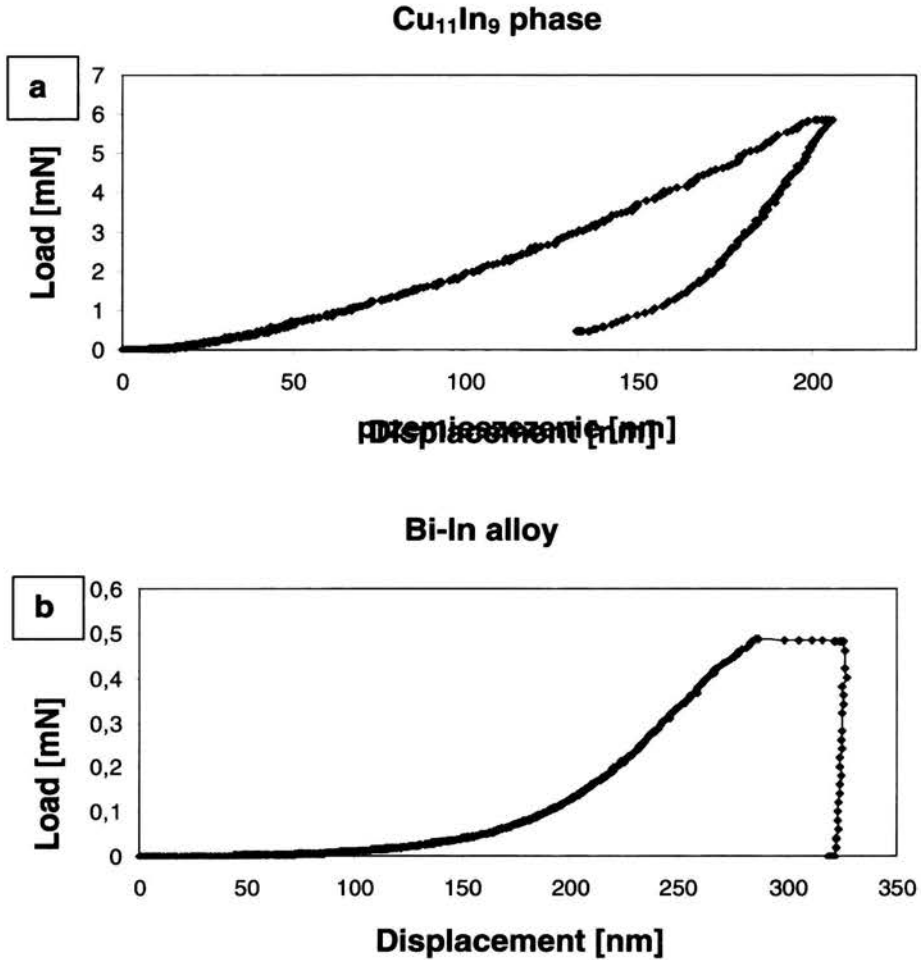 Cu₁₁In₉ phase
a
Load [mN]
7
6
5
4
3
2
1
0
0 50 100 150 200
Displacement [nm]
Bi-In alloy
b
Load [mN]
0,6
0,5
0,4
0,3
0,2
0,1
0
0 50 100 150 200 250 300 350
Displacement [nm]